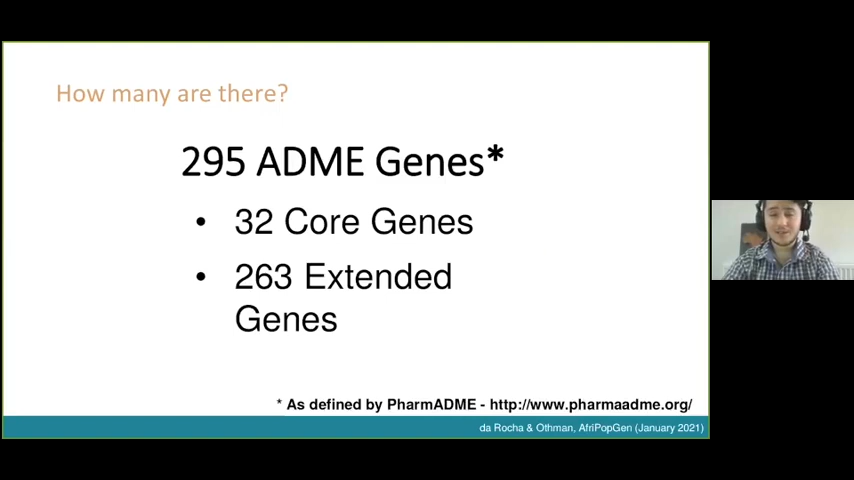 How many are there?
295 ADME Genes*
• 32 Core Genes
• 263 Extended
Genes
* As defined by PharmADME - http://www.pharmaadme.org/
da Rocha & Othman, AfriPopGen (January 2021)